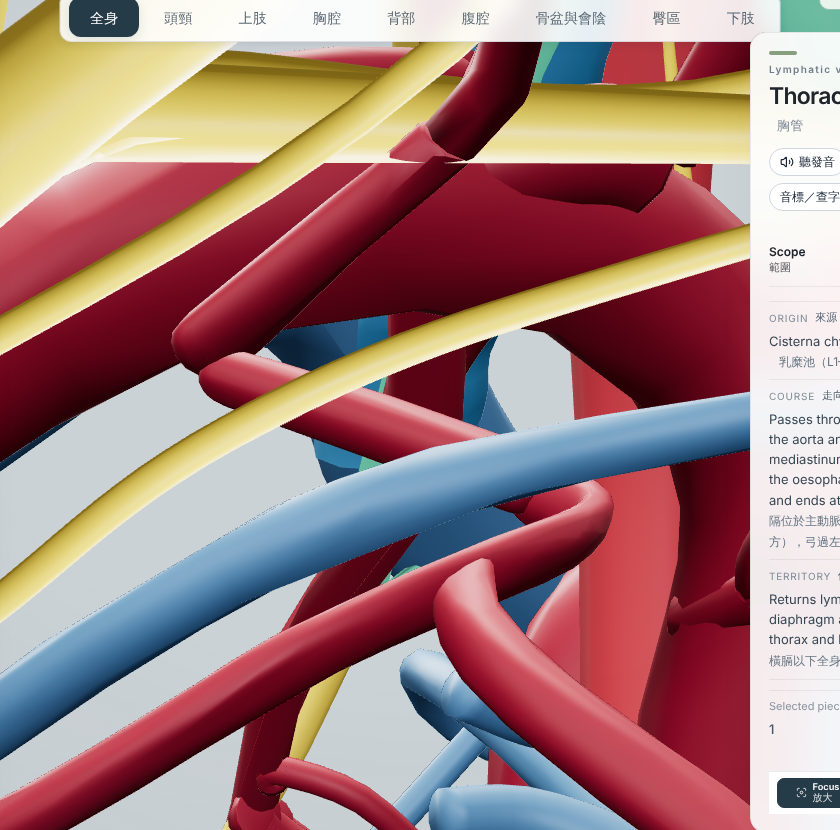 全身 頭頸 上肢 胸腔 背部 腹腔 骨盆與會陰 臀區 下肢
Lymphatic v
Thorac
胸管
聽發音
音標／查字
Scope
範圍
ORIGIN 來源
Cisterna ch
乳糜池（L1
COURSE 走向
Passes thro
the aorta an
mediastinum
the oesopha
and ends at
隔位於主動脈
方），弓過左
TERRITORY
Returns lym
diaphragm a
thorax and
橫膈以下全身
Selected piec
1
Focus
放大